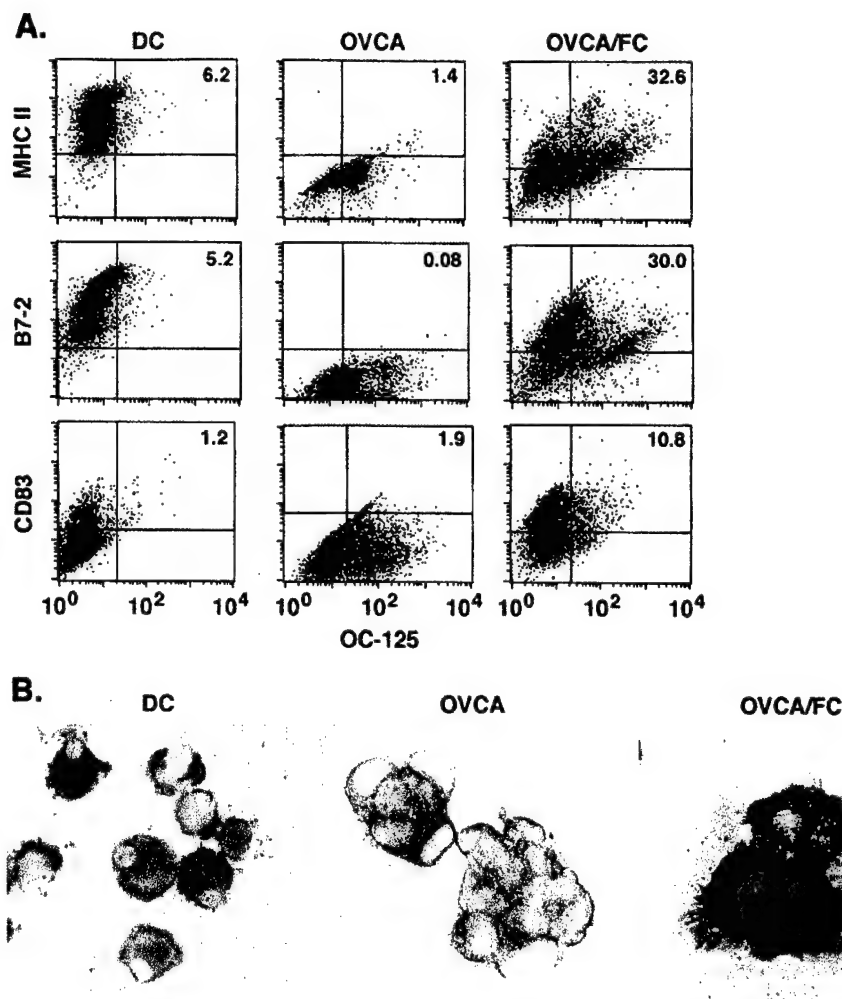 A.
DC OVCA OVCA/FC
MHC II 6.2 1.4 32.6
B7-2 5.2 0.08 30.0
CD83 1.2 1.9 10.8
10^0 10^2 10^4 10^0 10^2 10^4 10^0 10^2 10^4
OC-125
B.
DC OVCA OVCA/FC